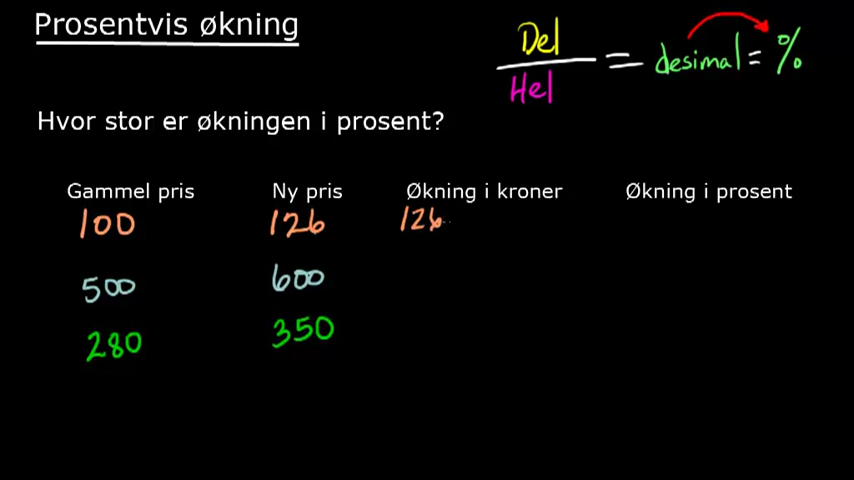 Prosentvis økning
Del
Hel
= desimal = %
Hvor stor er økningen i prosent?
Gammel pris Ny pris Økning i kroner Økning i prosent
100 126 126
500 600
280 350